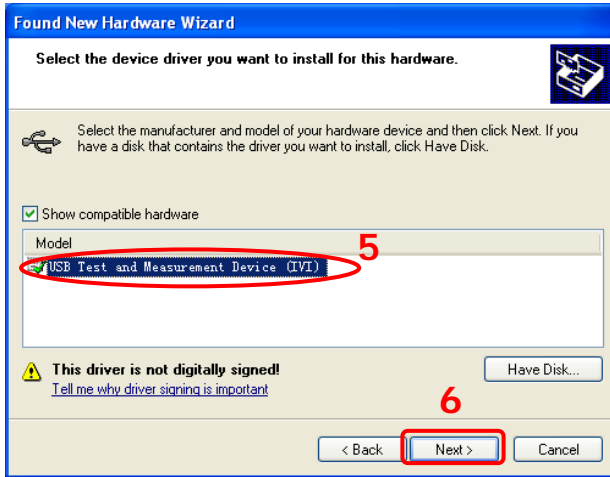 Found New Hardware Wizard
Select the device driver you want to install for this hardware.
Select the manufacturer and model of your hardware device and then click Next. If you
have a disk that contains the driver you want to install, click Have Disk.
Show compatible hardware
Model
5
USB Test and Measurement Device (IVI)
This driver is not digitally signed!
Have Disk...
Tell me why driver signing is important
6
< Back
Next >
Cancel